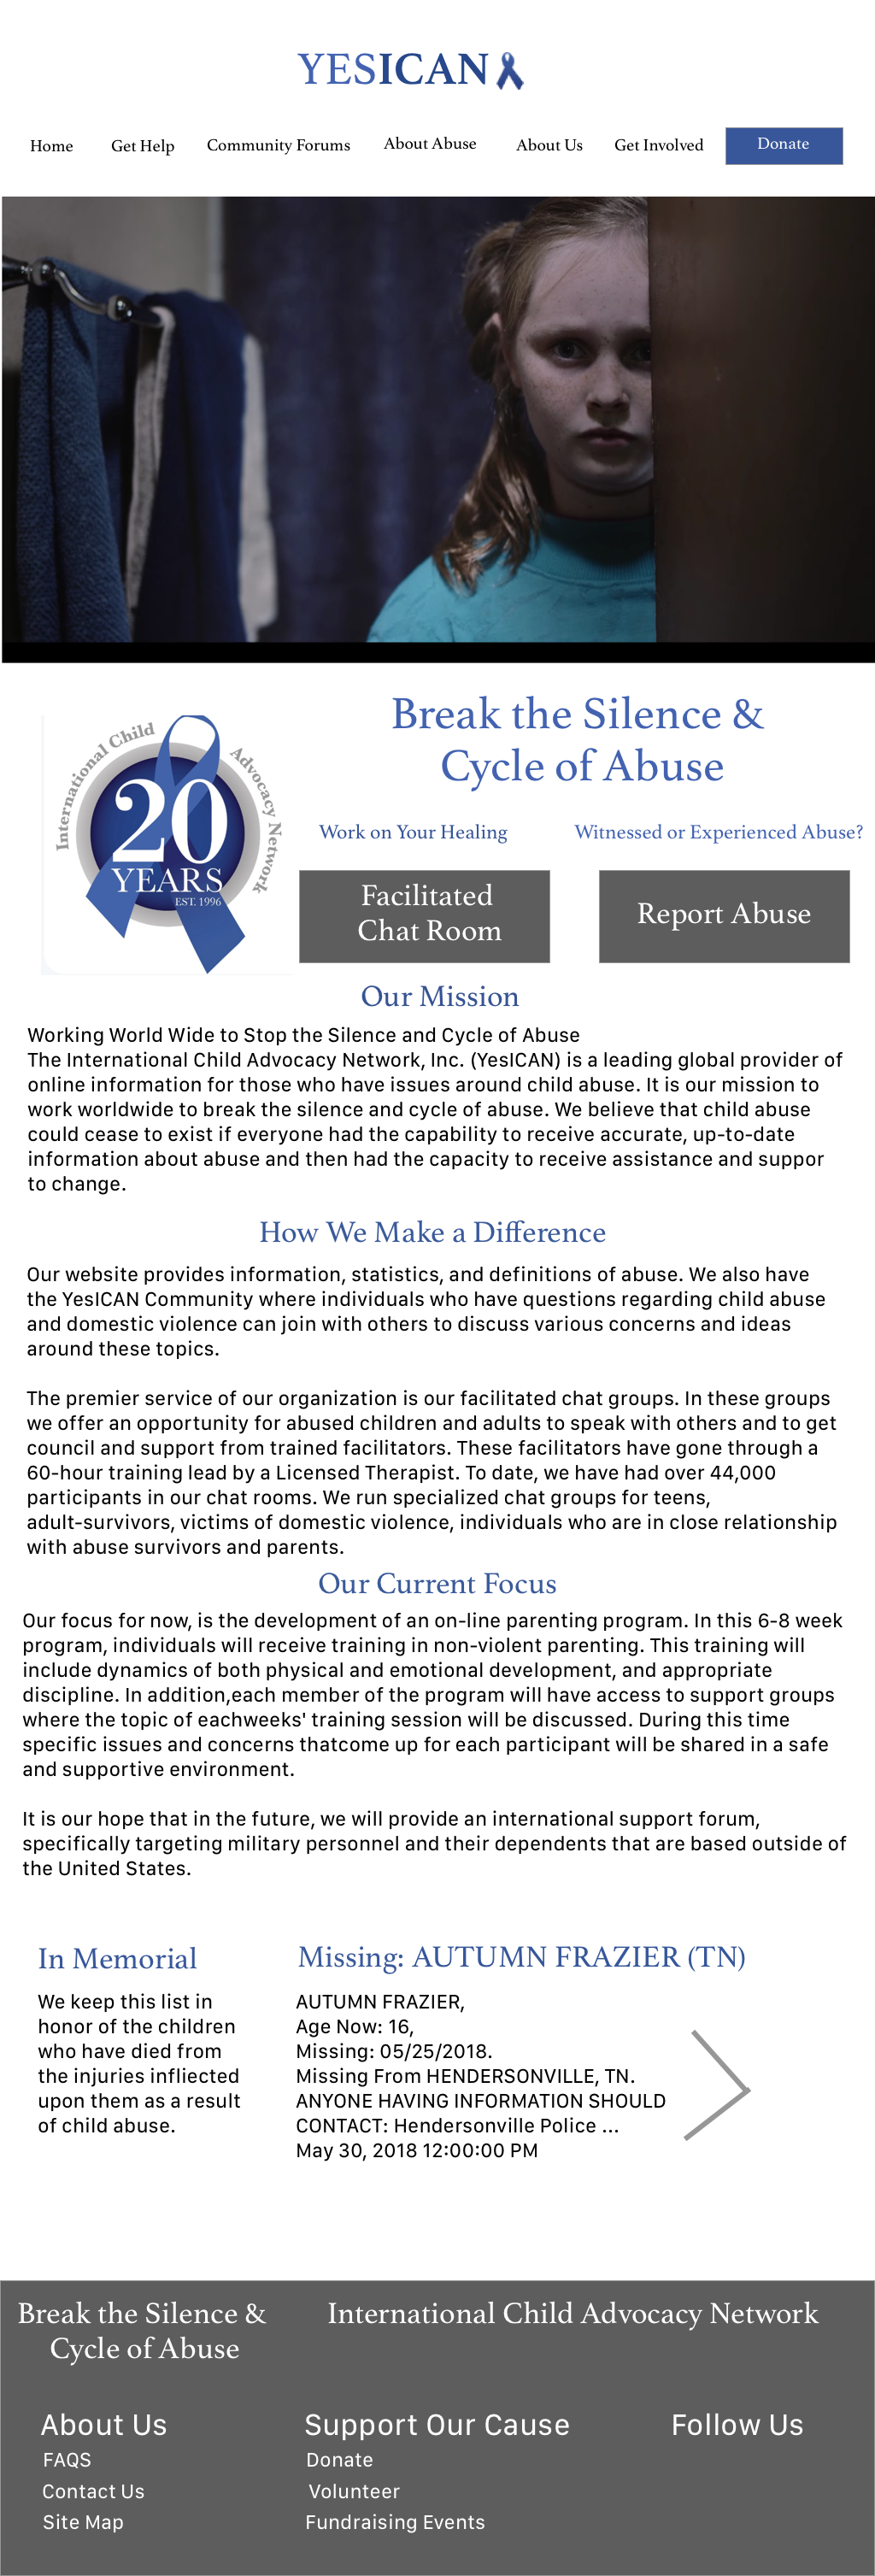 YESICAN
Home Get Help Community Forums About Abuse About Us Get Involved Donate
International Child Advocacy Network
20
YEARS
EST. 1996
Break the Silence &
Cycle of Abuse
Work on Your Healing
Witnessed or Experienced Abuse?
Facilitated
Chat Room
Report Abuse
Our Mission
Working World Wide to Stop the Silence and Cycle of Abuse
The International Child Advocacy Network, Inc. (YesICAN) is a leading global provider of
online information for those who have issues around child abuse. It is our mission to
work worldwide to break the silence and cycle of abuse. We believe that child abuse
could cease to exist if everyone had the capability to receive accurate, up-to-date
information about abuse and then had the capacity to receive assistance and suppor
to change.
How We Make a Difference
Our website provides information, statistics, and definitions of abuse. We also have
the YesICAN Community where individuals who have questions regarding child abuse
and domestic violence can join with others to discuss various concerns and ideas
around these topics.
The premier service of our organization is our facilitated chat groups. In these groups
we offer an opportunity for abused children and adults to speak with others and to get
council and support from trained facilitators. These facilitators have gone through a
60-hour training lead by a Licensed Therapist. To date, we have had over 44,000
participants in our chat rooms. We run specialized chat groups for teens,
adult-survivors, victims of domestic violence, individuals who are in close relationship
with abuse survivors and parents.
Our Current Focus
Our focus for now, is the development of an on-line parenting program. In this 6-8 week
program, individuals will receive training in non-violent parenting. This training will
include dynamics of both physical and emotional development, and appropriate
discipline. In addition,each member of the program will have access to support groups
where the topic of eachweeks' training session will be discussed. During this time
specific issues and concerns thatcome up for each participant will be shared in a safe
and supportive environment.
It is our hope that in the future, we will provide an international support forum,
specifically targeting military personnel and their dependents that are based outside of
the United States.
In Memorial
We keep this list in
honor of the children
who have died from
the injuries infliected
upon them as a result
of child abuse.
Missing: AUTUMN FRAZIER (TN)
AUTUMN FRAZIER,
Age Now: 16,
Missing: 05/25/2018.
Missing From HENDERSONVILLE, TN.
ANYONE HAVING INFORMATION SHOULD
CONTACT: Hendersonville Police ...
May 30, 2018 12:00:00 PM
Break the Silence &
Cycle of Abuse
International Child Advocacy Network
About Us
FAQS
Contact Us
Site Map
Support Our Cause
Donate
Volunteer
Fundraising Events
Follow Us